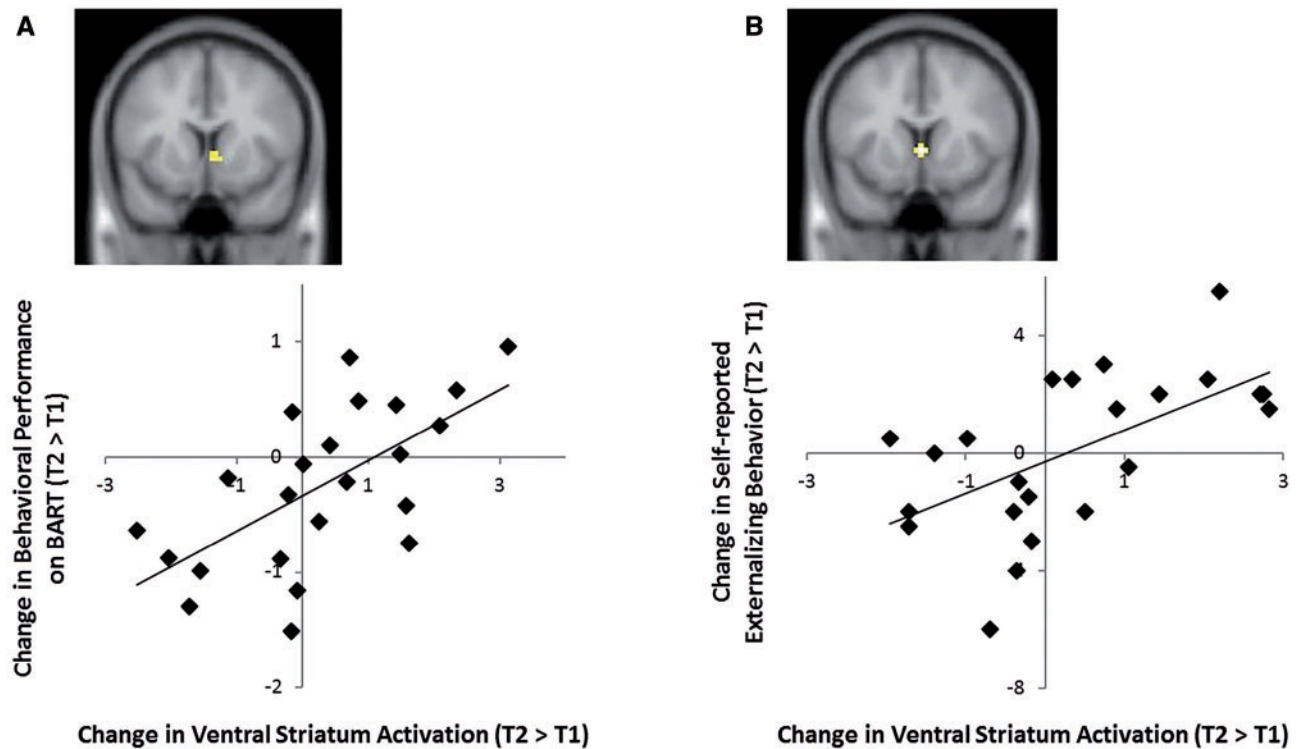 A
B
Change in Behavioral Performance
on BART (T2 > T1)
1
0
-3
-1
1
3
-1
-2
Change in Ventral Striatum Activation (T2 > T1)
Change in Self-reported
Externalizing Behavior (T2 > T1)
4
0
-3
-1
1
3
-8
Change in Ventral Striatum Activation (T2 > T1)